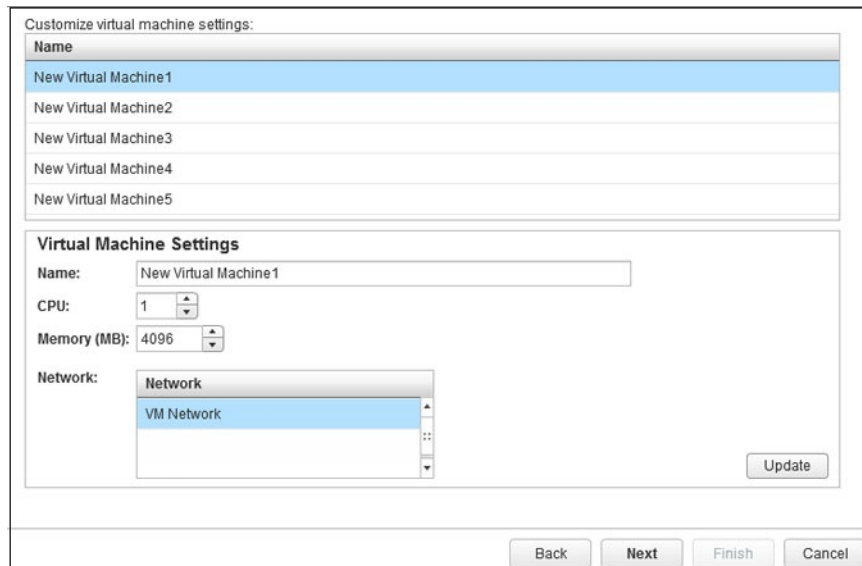 Customize virtual machine settings:
Name
New Virtual Machine1
New Virtual Machine2
New Virtual Machine3
New Virtual Machine4
New Virtual Machine5
Virtual Machine Settings
Name: New Virtual Machine1
CPU: 1
Memory (MB): 4096
Network: Network
VM Network
Update
Back Next Finish Cancel